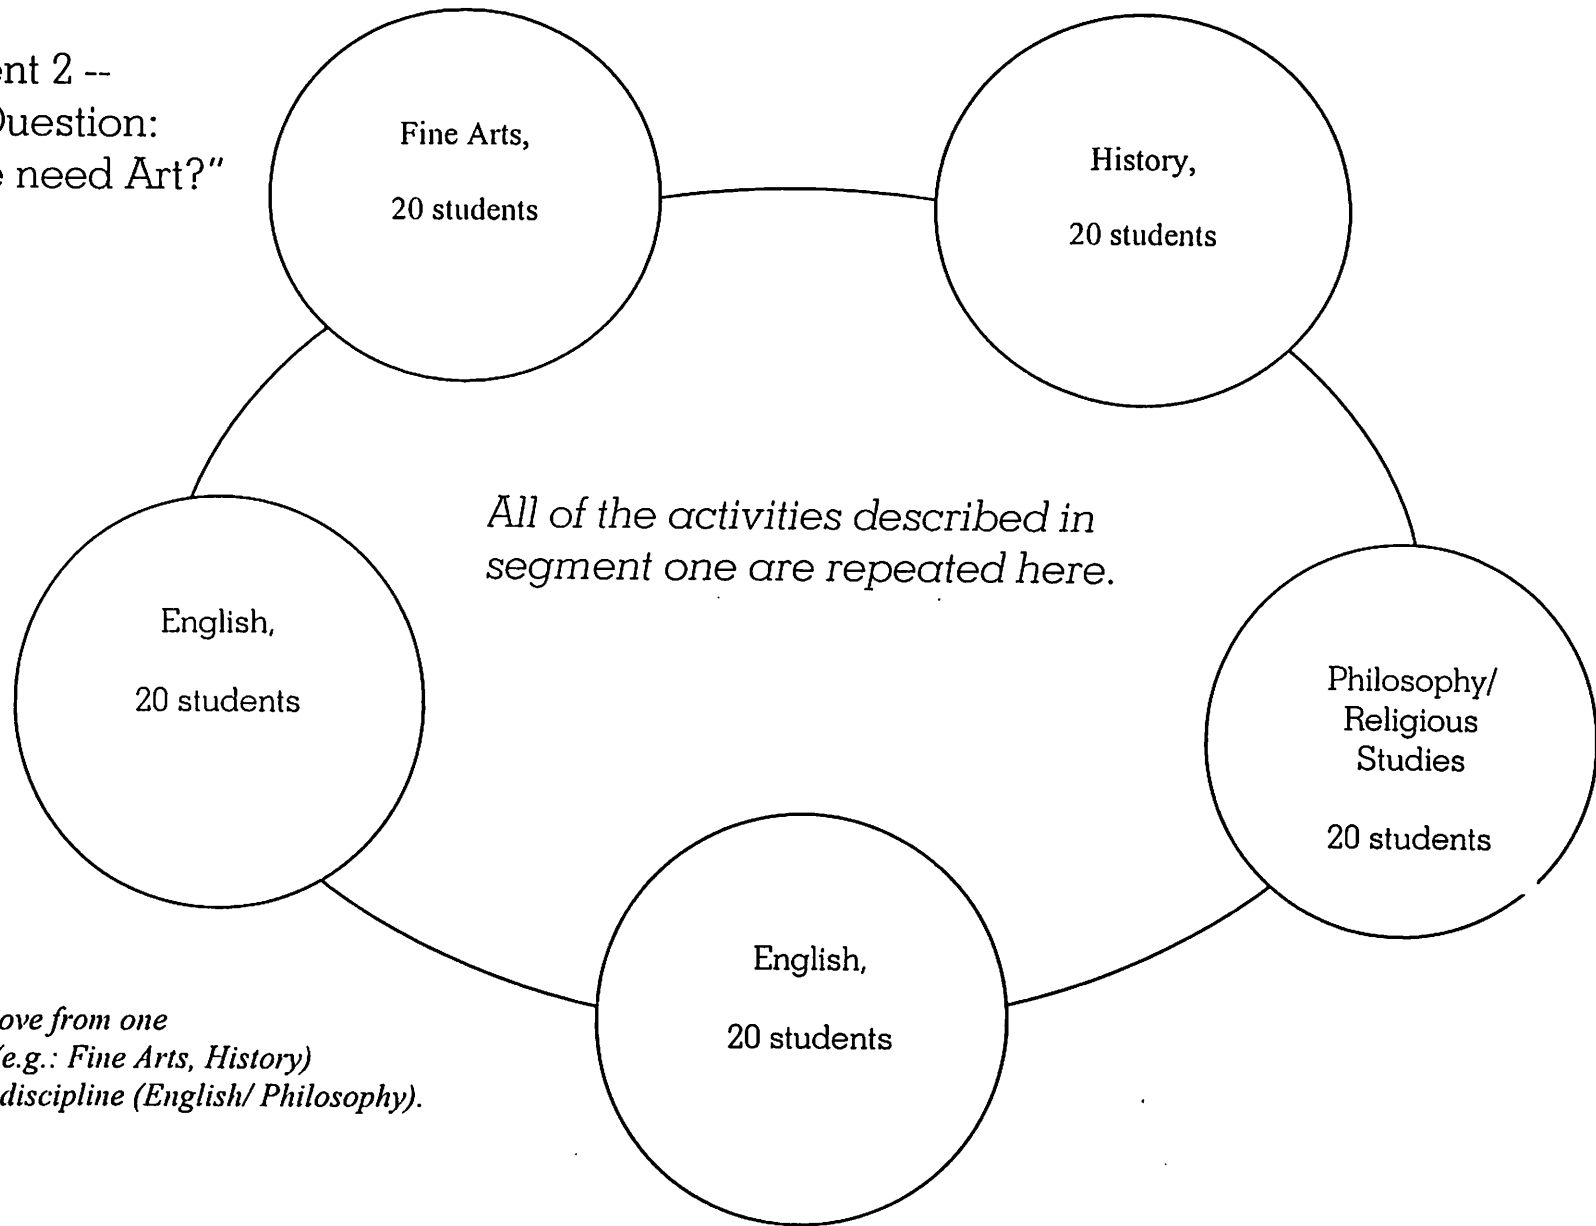 ent 2 --
Question:
e need Art?"
Fine Arts,
20 students
History,
20 students
All of the activities described in
segment one are repeated here.
English,
20 students
Philosophy/
Religious
Studies
20 students
English,
20 students
ove from one
(e.g.: Fine Arts, History)
discipline (English/ Philosophy).